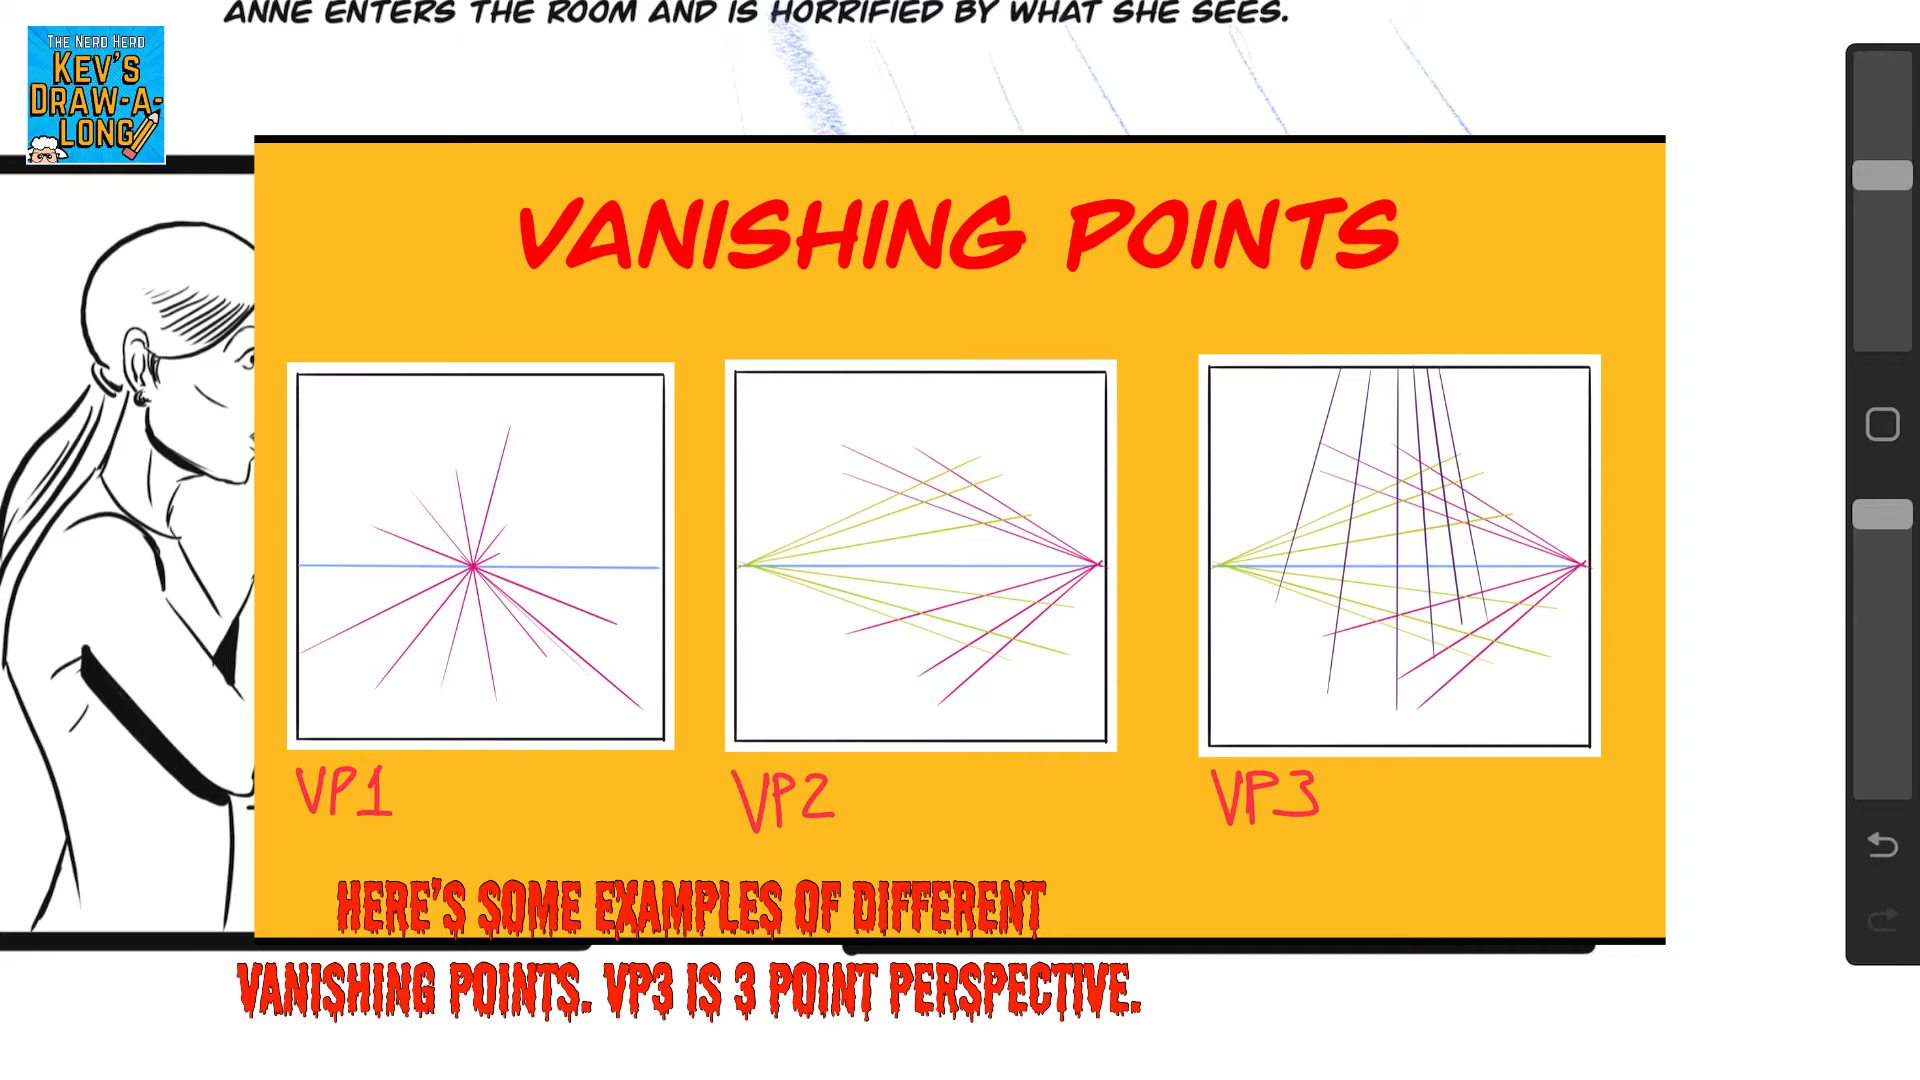 ANNE ENTERS THE ROOM AND IS HORRIFIED BY WHAT SHE SEES.
THE NERD HERD
KEV'S
DRAW-A-
LONG
VANISHING POINTS
VP1
VP2
VP3
HERE'S SOME EXAMPLES OF DIFFERENT
VANISHING POINTS. VP3 IS 3 POINT PERSPECTIVE.